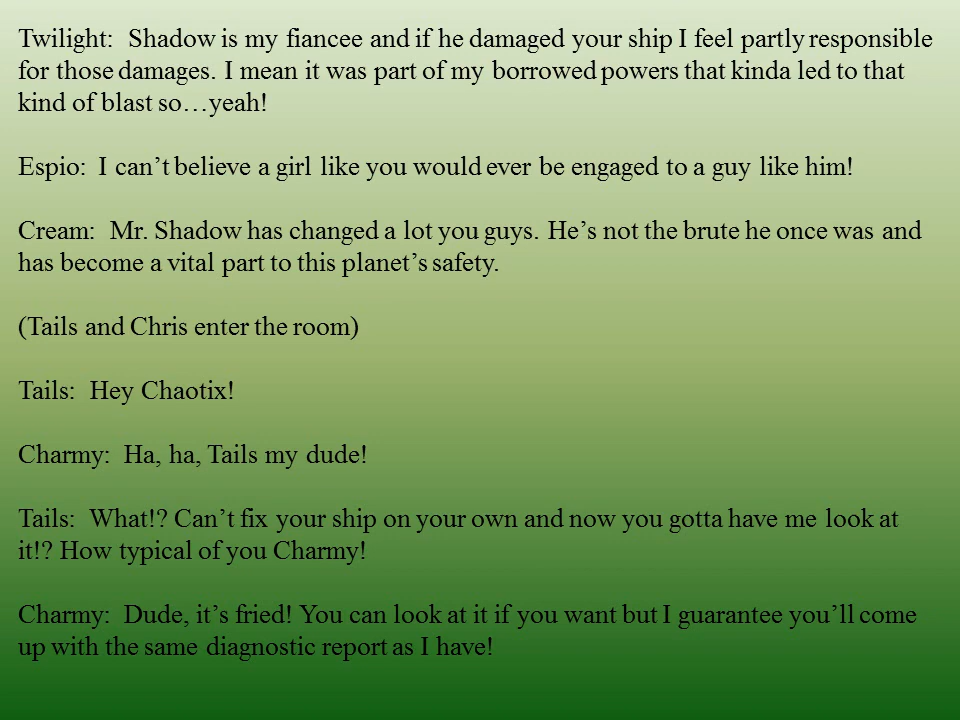 Twilight:  Shadow is my fiancee and if he damaged your ship I feel partly responsible
for those damages. I mean it was part of my borrowed powers that kinda led to that
kind of blast so…yeah!
Espio:  I can’t believe a girl like you would ever be engaged to a guy like him!
Cream:  Mr. Shadow has changed a lot you guys. He’s not the brute he once was and
has become a vital part to this planet’s safety.
(Tails and Chris enter the room)
Tails:  Hey Chaotix!
Charmy:  Ha, ha, Tails my dude!
Tails:  What!? Can’t fix your ship on your own and now you gotta have me look at
it!? How typical of you Charmy!
Charmy:  Dude, it’s fried! You can look at it if you want but I guarantee you’ll come
up with the same diagnostic report as I have!